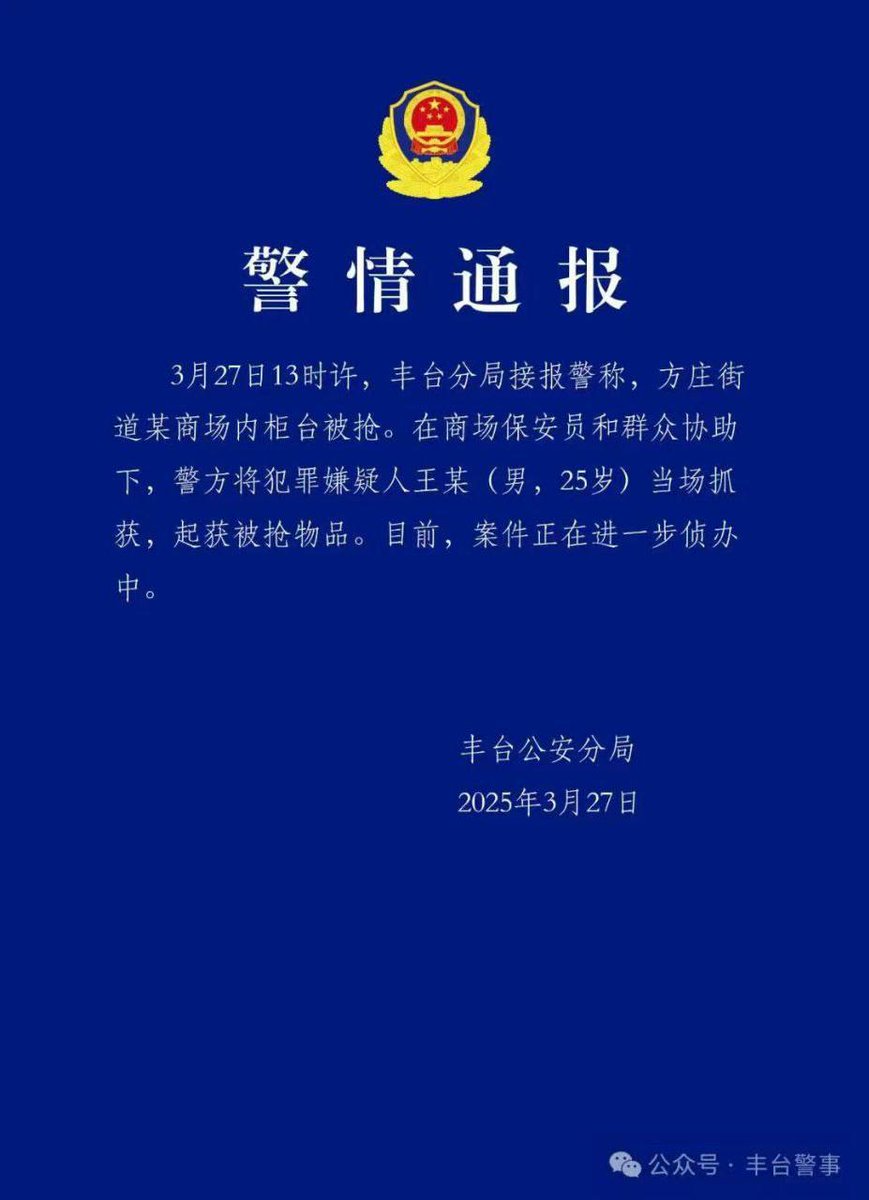 警情通报
3月27日13时许，丰台分局接报警称，方庄街
道某商场内柜台被抢。在商场保安员和群众协助
下，警方将犯罪嫌疑人王某（男，25岁）当场抓
获，起获被抢物品。目前，案件正在进一步侦办
中。
丰台公安分局
2025年3月27日
公众号·丰台警事